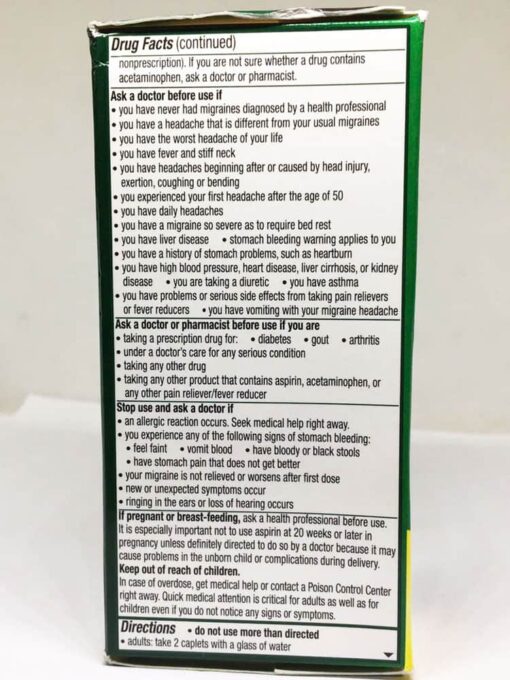 Drug Facts (continued)
nonprescription). If you are not sure whether a drug contains
acetaminophen, ask a doctor or pharmacist.
Ask a doctor before use if
• you have never had migraines diagnosed by a health professional
• you have a headache that is different from your usual migraines
• you have the worst headache of your life
• you have fever and stiff neck
• you have headaches beginning after or caused by head injury,
exertion, coughing or bending
• you experienced your first headache after the age of 50
• you have daily headaches
• you have a migraine so severe as to require bed rest
• you have liver disease • stomach bleeding warning applies to you
• you have a history of stomach problems, such as heartburn
• you have high blood pressure, heart disease, liver cirrhosis, or kidney
disease • you are taking a diuretic • you have asthma
• you have problems or serious side effects from taking pain relievers
or fever reducers • you have vomiting with your migraine headache
Ask a doctor or pharmacist before use if you are
• taking a prescription drug for: • diabetes • gout • arthritis
• under a doctor's care for any serious condition
• taking any other drug
• taking any other product that contains aspirin, acetaminophen, or
any other pain reliever/fever reducer
Stop use and ask a doctor if
• an allergic reaction occurs. Seek medical help right away.
• you experience any of the following signs of stomach bleeding:
• feel faint • vomit blood • have bloody or black stools
• have stomach pain that does not get better
• your migraine is not relieved or worsens after first dose
• new or unexpected symptoms occur
• ringing in the ears or loss of hearing occurs
If pregnant or breast-feeding, ask a health professional before use.
It is especially important not to use aspirin at 20 weeks or later in
pregnancy unless definitely directed to do so by a doctor because it may
cause problems in the unborn child or complications during delivery.
Keep out of reach of children.
In case of overdose, get medical help or contact a Poison Control Center
right away. Quick medical attention is critical for adults as well as for
children even if you do not notice any signs or symptoms.
Directions • do not use more than directed
• adults: take 2 caplets with a glass of water